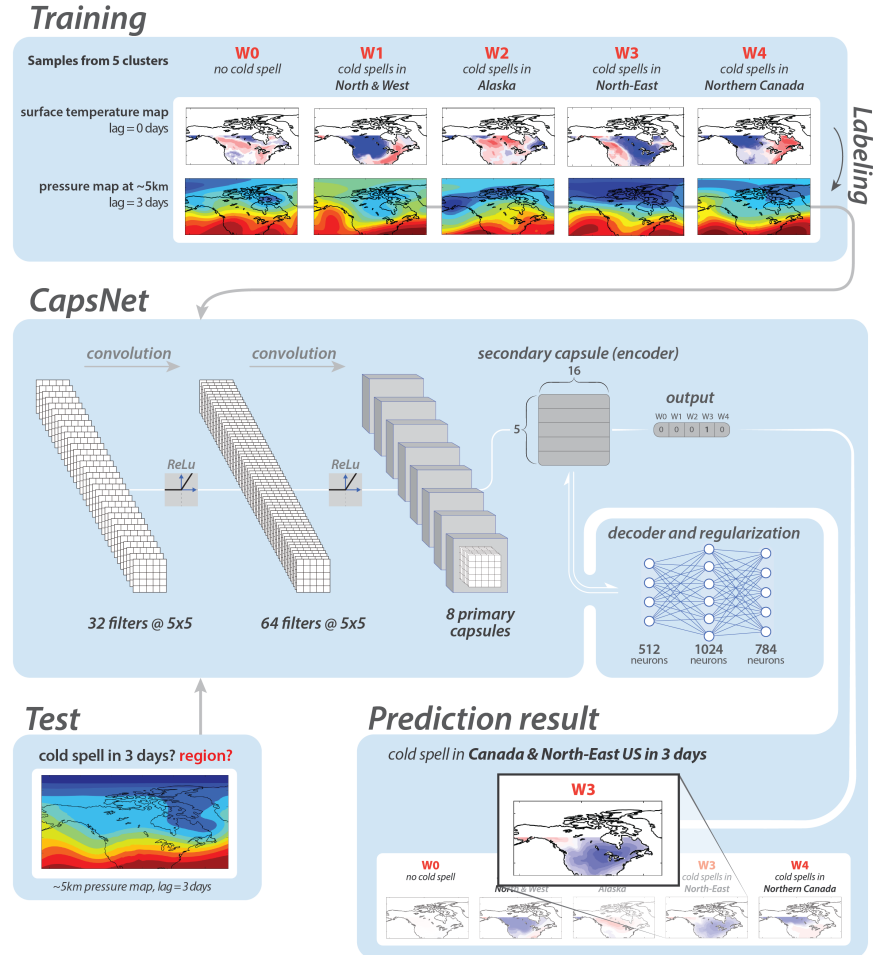 Training
Samples from 5 clusters
W0
no cold spell
W1
cold spells in
North & West
W2
cold spells in
Alaska
W3
cold spells in
North-East
W4
cold spells in
Northern Canada
surface temperature map
lag = 0 days
pressure map at ~5km
lag = 3 days
Labeling
CapsNet
convolution
convolution
ReLu
ReLu
32 filters @ 5x5
64 filters @ 5x5
8 primary
capsules
secondary capsule (encoder)
16
5
output
W0 W1 W2 W3 W4
0 0 0 1 0
decoder and regularization
512
neurons
1024
neurons
784
neurons
Test
cold spell in 3 days? region?
~5km pressure map, lag = 3 days
Prediction result
cold spell in Canada & North-East US in 3 days
W3
W0
no cold spell
North & West
Alaska
W3
cold spells in
North-East
W4
cold spells in
Northern Canada